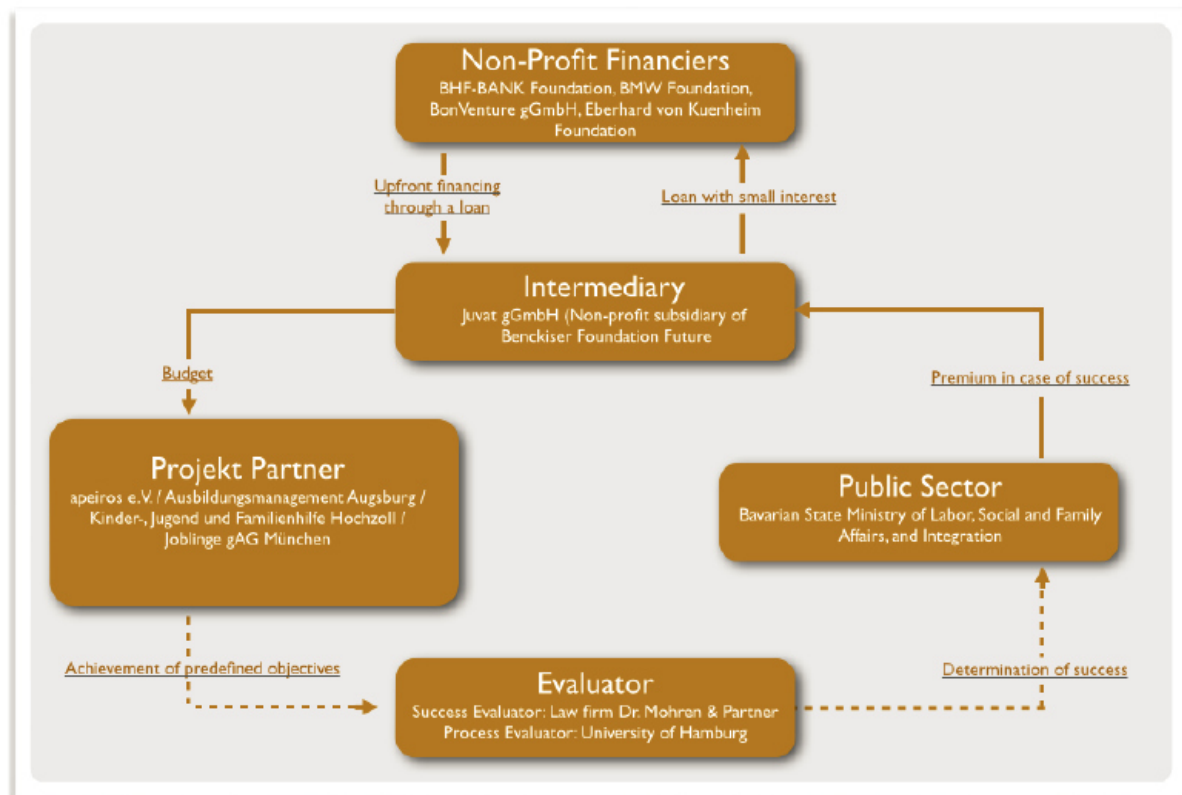 Non-Profit Financiers
BHF-BANK Foundation, BMW Foundation,
BonVenture gGmbH, Eberhard von Kuenheim
Foundation
Upfront financing
through a loan
Loan with small interest
Intermediary
Juvat gGmbH (Non-profit subsidiary of
Benckiser Foundation Future
Budget
Premium in case of success
Projekt Partner
apeiros e.V. / Ausbildungsmanagement Augsburg /
Kinder-, Jugend und Familienhilfe Hochzoll /
Joblinge gAG München
Public Sector
Bavarian State Ministry of Labor, Social and Family
Affairs, and Integration
Achievement of predefined objectives
Determination of success
Evaluator
Success Evaluator: Law firm Dr. Mohren & Partner
Process Evaluator: University of Hamburg